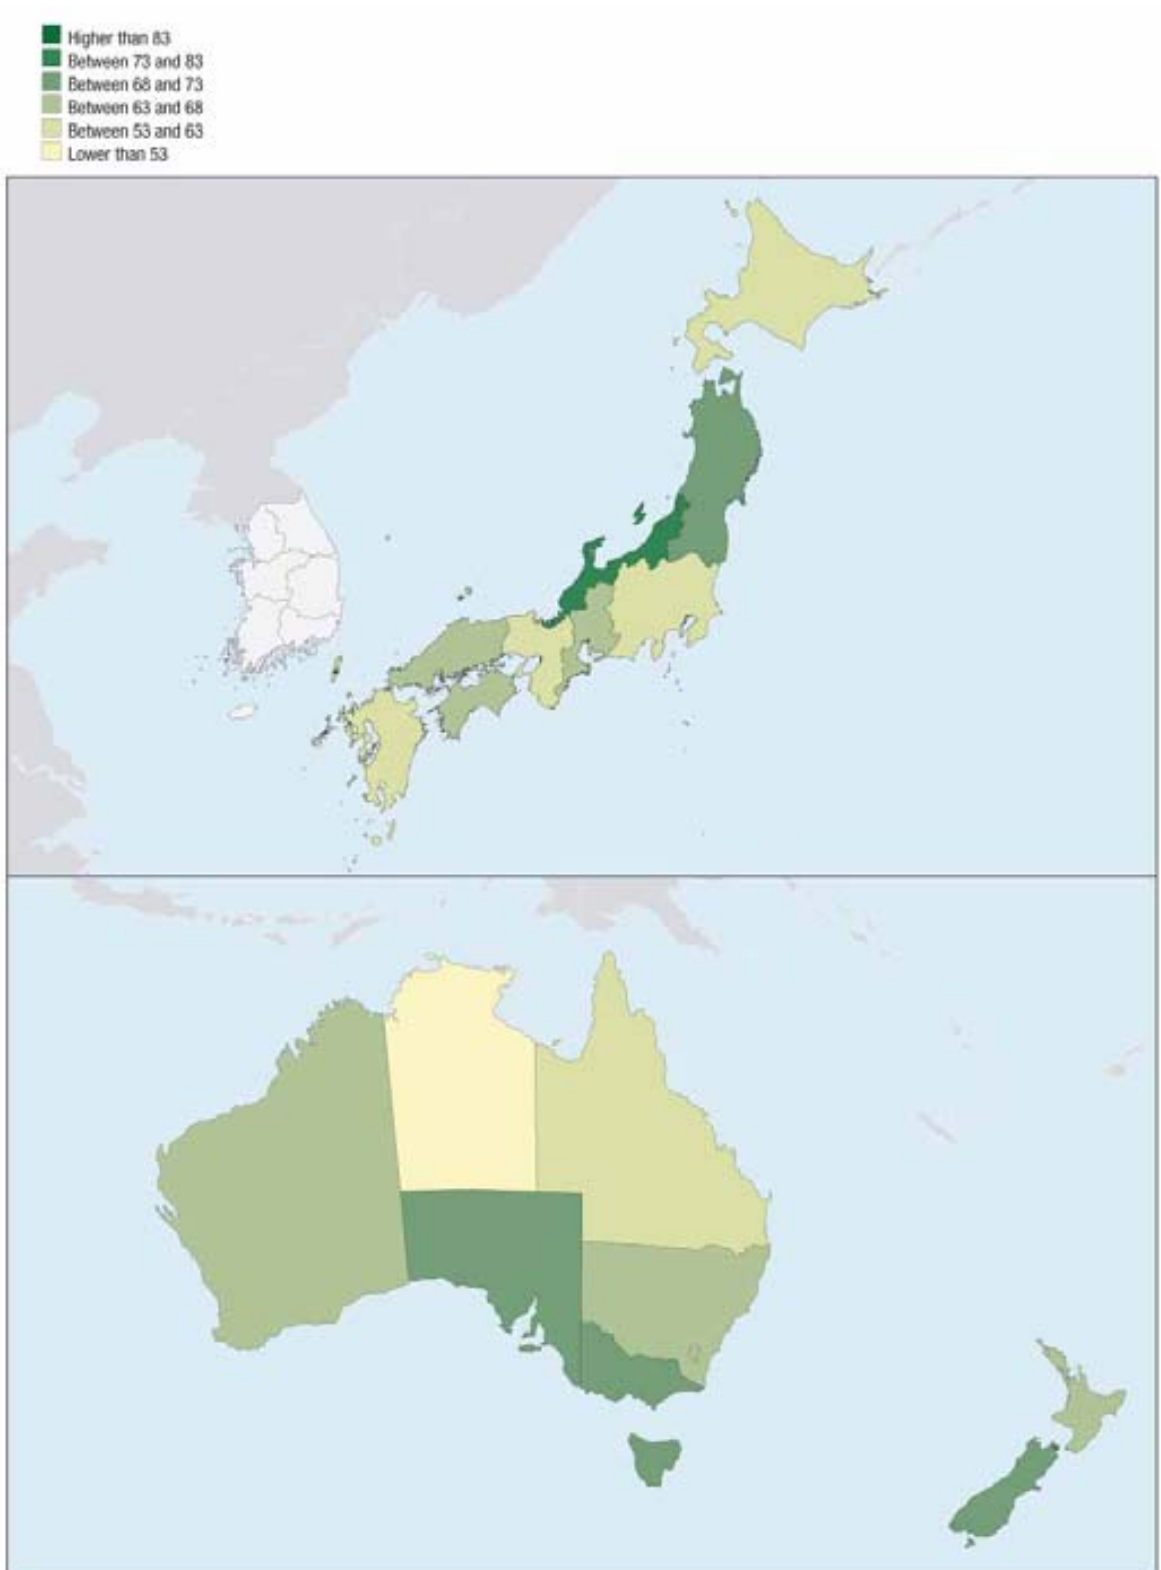 Higher than 83
Between 73 and 83
Between 68 and 73
Between 63 and 68
Between 53 and 63
Lower than 53